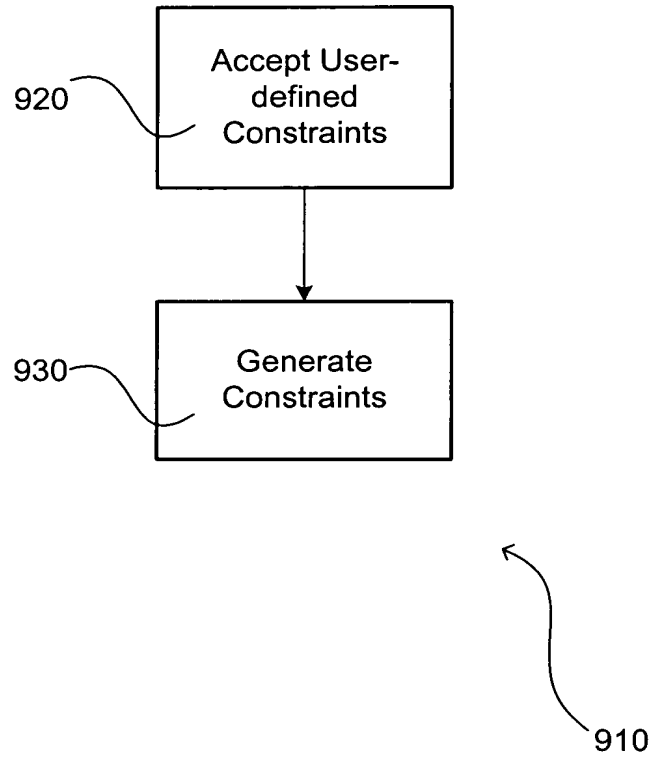 Accept User-
defined
Constraints
920
Generate
Constraints
930
910